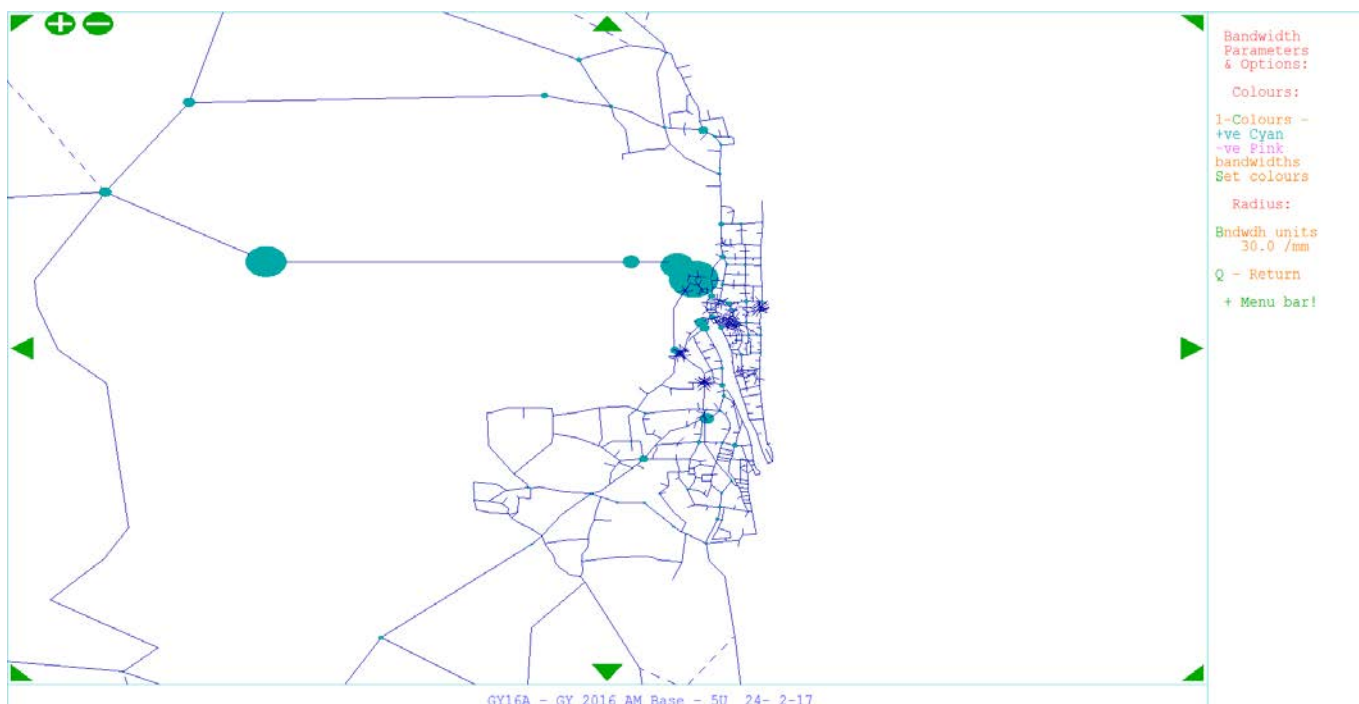 Bandwidth
Parameters
& Options:
Colours:
1-Colours -
+ve Cyan
-ve Pink
bandwidths
Set colours
Radius:
Bndwdh units
30.0 /mm
Q - Return
+ Menu bar!
GY16A - GY 2016 AM Base - 5U 24- 2-17